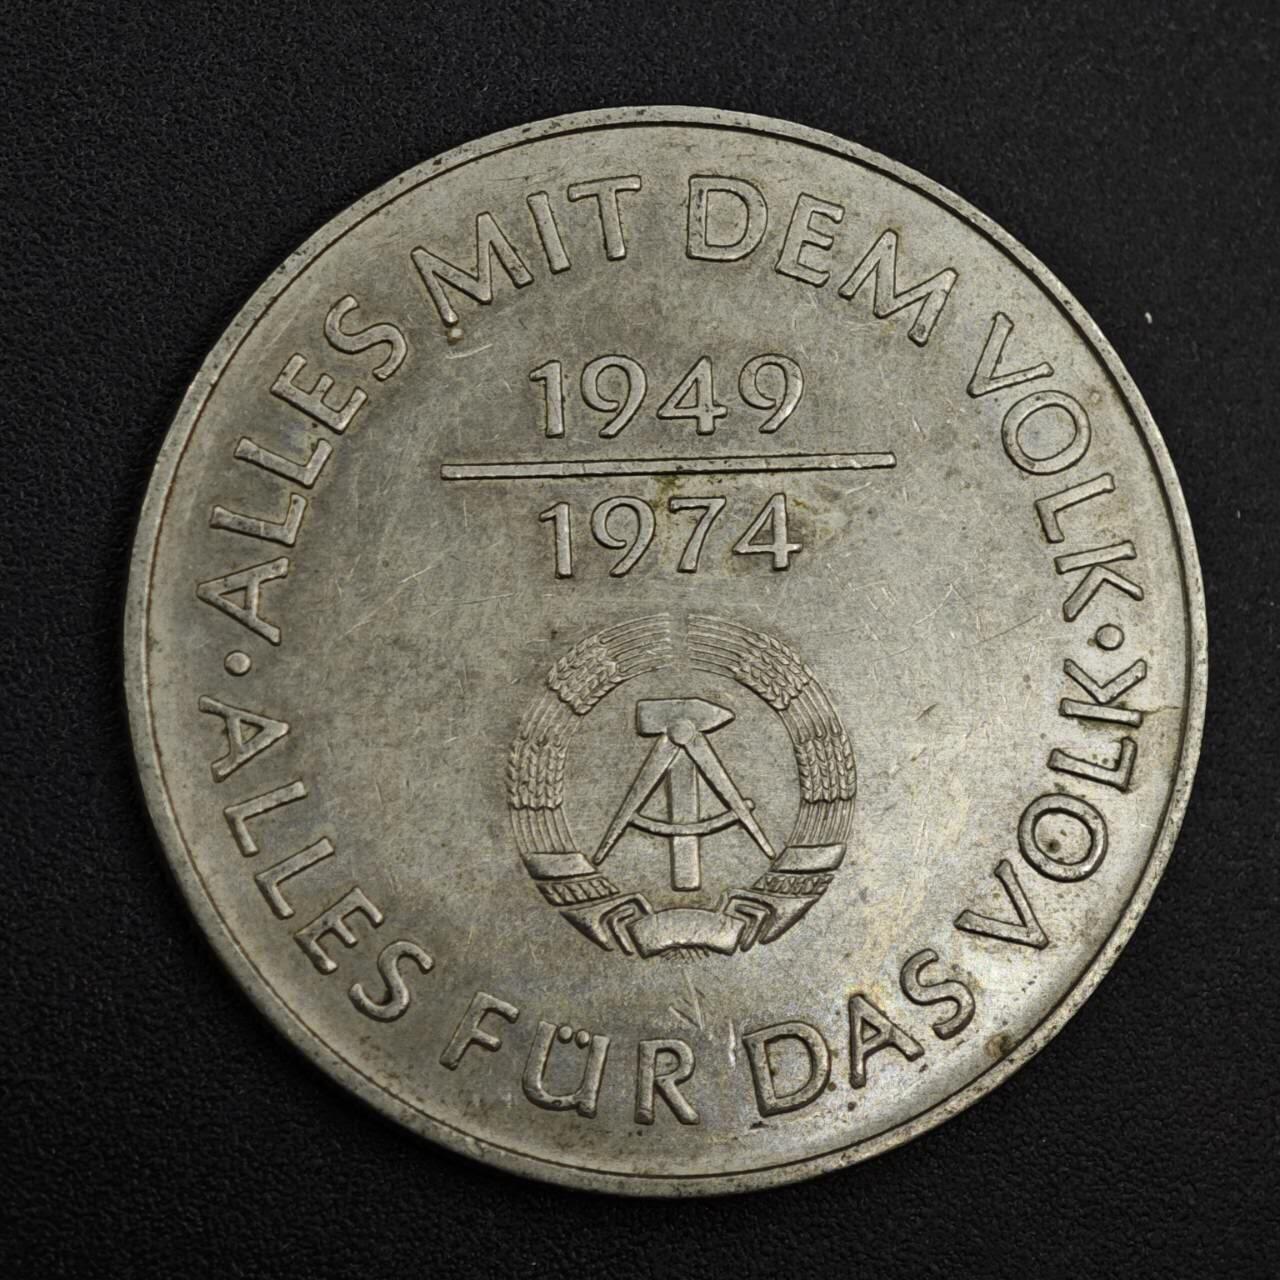 ALLES MIT DEM VOLK ·
1949
1974
· ALLES FÜR DAS VOLK